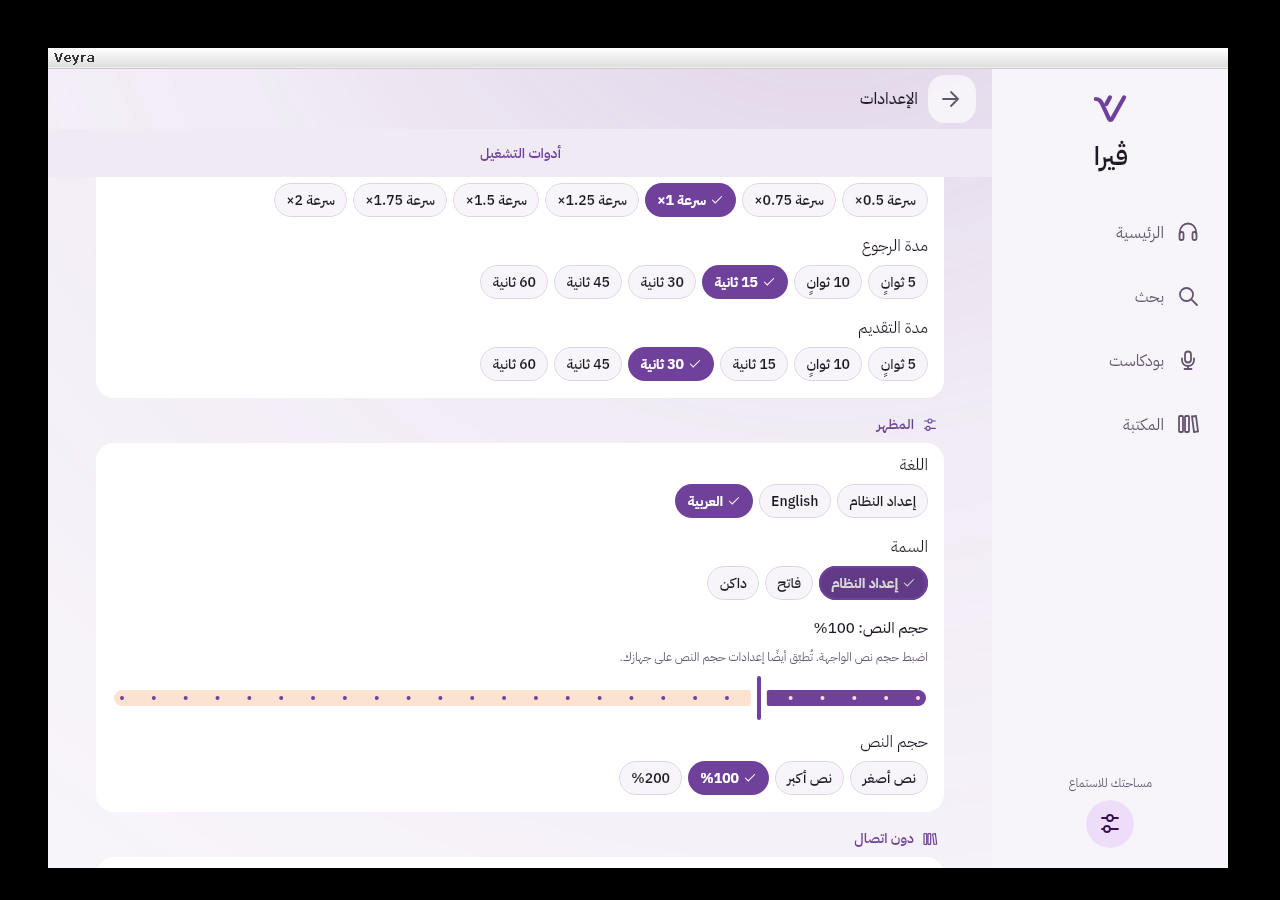 Veyra
الإعدادات
أدوات التشغيل
سرعة 0.5×
سرعة 0.75×
سرعة 1×
سرعة 1.25×
سرعة 1.5×
سرعة 1.75×
سرعة 2×
مدة الرجوع
5 ثوانٍ
10 ثوانٍ
15 ثانية
30 ثانية
45 ثانية
60 ثانية
مدة التقديم
5 ثوانٍ
10 ثوانٍ
15 ثانية
30 ثانية
45 ثانية
60 ثانية
المظهر
اللغة
إعداد النظام
English
العربية
السمة
إعداد النظام
فاتح
داكن
حجم النص: 100%
اضبط حجم نص الواجهة. تُطبّق أيضًا إعدادات حجم النص على جهازك.
حجم النص
نص أصغر
نص أكبر
100%
200%
دون اتصال
ڤيرا
الرئيسية
بحث
بودكاست
المكتبة
مساحتك للاستماع